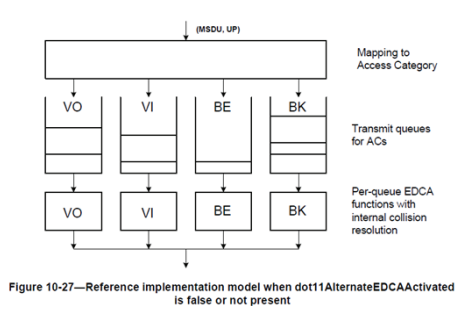 (MSDU, UP)
Mapping to
Access Category
VO VI BE BK
Transmit queues
for ACs
VO VI BE BK
Per-queue EDCA
functions with
internal collision
resolution
Figure 10-27—Reference implementation model when dot11AlternateEDCAActivated
is false or not present